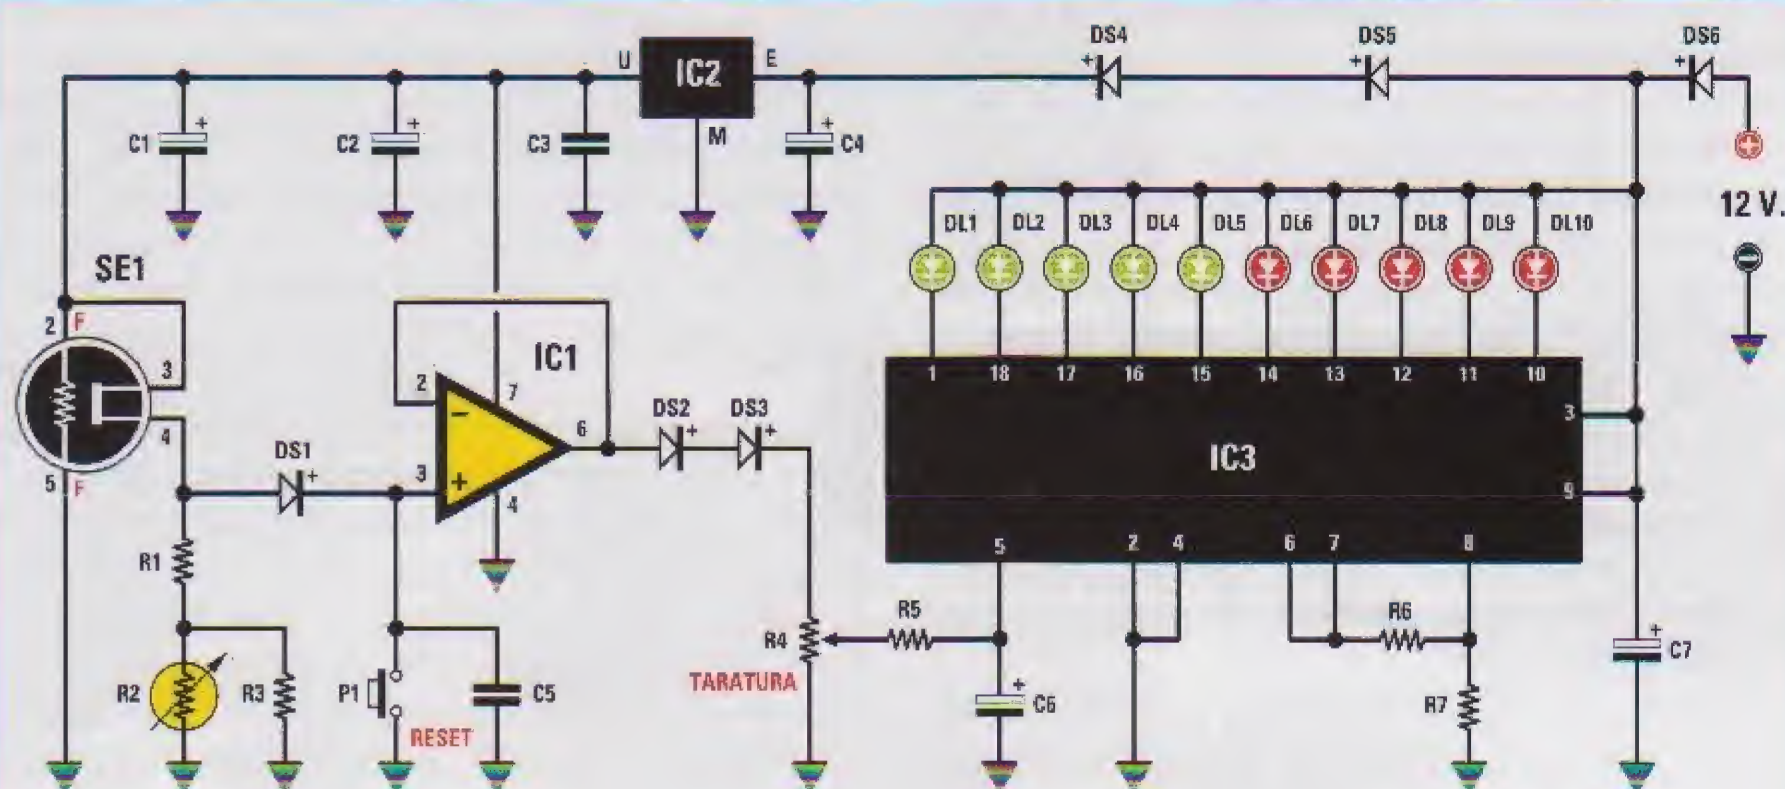 DS4 DS5 DS6
U IC2 E
C1 + C2 + C3 M + C4
12 V.
DL1 DL2 DL3 DL4 DL5 DL6 DL7 DL8 DL9 DL10
SE1
2 F
3
4
5 F
IC1
2 7
6
3 4
DS1 + DS2 + DS3 +
1 18 17 16 15 14 13 12 11 10
3
IC3
9
5 2 4 6 7 8
R1
R2 R3 P1 C5
RESET
R4
TARATURA
R5
+ C6
R6
R7
+ C7